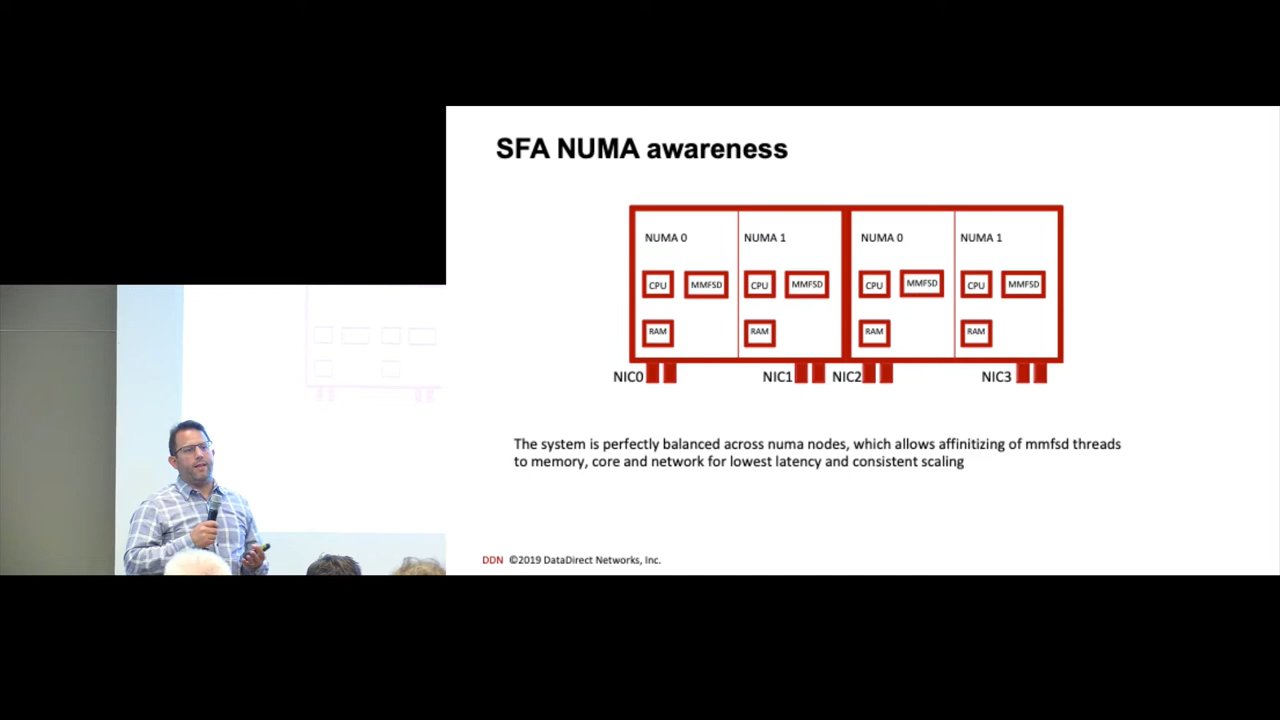 SFA NUMA awareness
NUMA 0
NUMA 1
NUMA 0
NUMA 1
CPU
MMFSD
CPU
MMFSD
CPU
MMFSD
CPU
MMFSD
RAM
RAM
RAM
RAM
NIC0
NIC1
NIC2
NIC3
The system is perfectly balanced across numa nodes, which allows affinitizing of mmfsd threads
to memory, core and network for lowest latency and consistent scaling
DDN ©2019 DataDirect Networks, Inc.